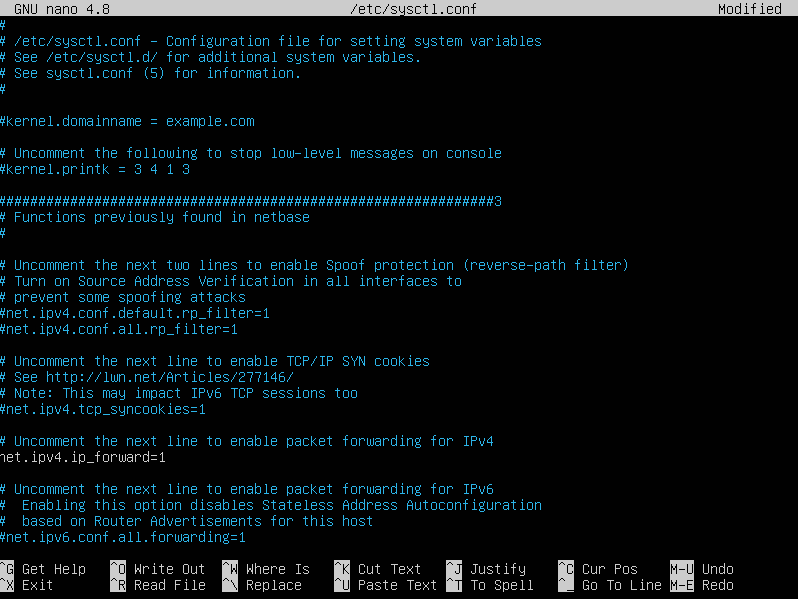 GNU nano 4.8 /etc/sysctl.conf Modified
#
# /etc/sysctl.conf - Configuration file for setting system variables
# See /etc/sysctl.d/ for additional system variables.
# See sysctl.conf (5) for information.
#
#kernel.domainname = example.com
# Uncomment the following to stop low-level messages on console
#kernel.printk = 3 4 1 3
##############################################################3
# Functions previously found in netbase
#
# Uncomment the next two lines to enable Spoof protection (reverse-path filter)
# Turn on Source Address Verification in all interfaces to
# prevent some spoofing attacks
#net.ipv4.conf.default.rp_filter=1
#net.ipv4.conf.all.rp_filter=1
# Uncomment the next line to enable TCP/IP SYN cookies
# See http://lwn.net/Articles/277146/
# Note: This may impact IPv6 TCP sessions too
#net.ipv4.tcp_syncookies=1
# Uncomment the next line to enable packet forwarding for IPv4
net.ipv4.ip_forward=1
# Uncomment the next line to enable packet forwarding for IPv6
#  Enabling this option disables Stateless Address Autoconfiguration
#  based on Router Advertisements for this host
#net.ipv6.conf.all.forwarding=1
^G Get Help ^O Write Out ^W Where Is ^K Cut Text ^J Justify ^C Cur Pos M-U Undo
^X Exit ^R Read File ^\ Replace ^U Paste Text ^T To Spell ^_ Go To Line M-E Redo